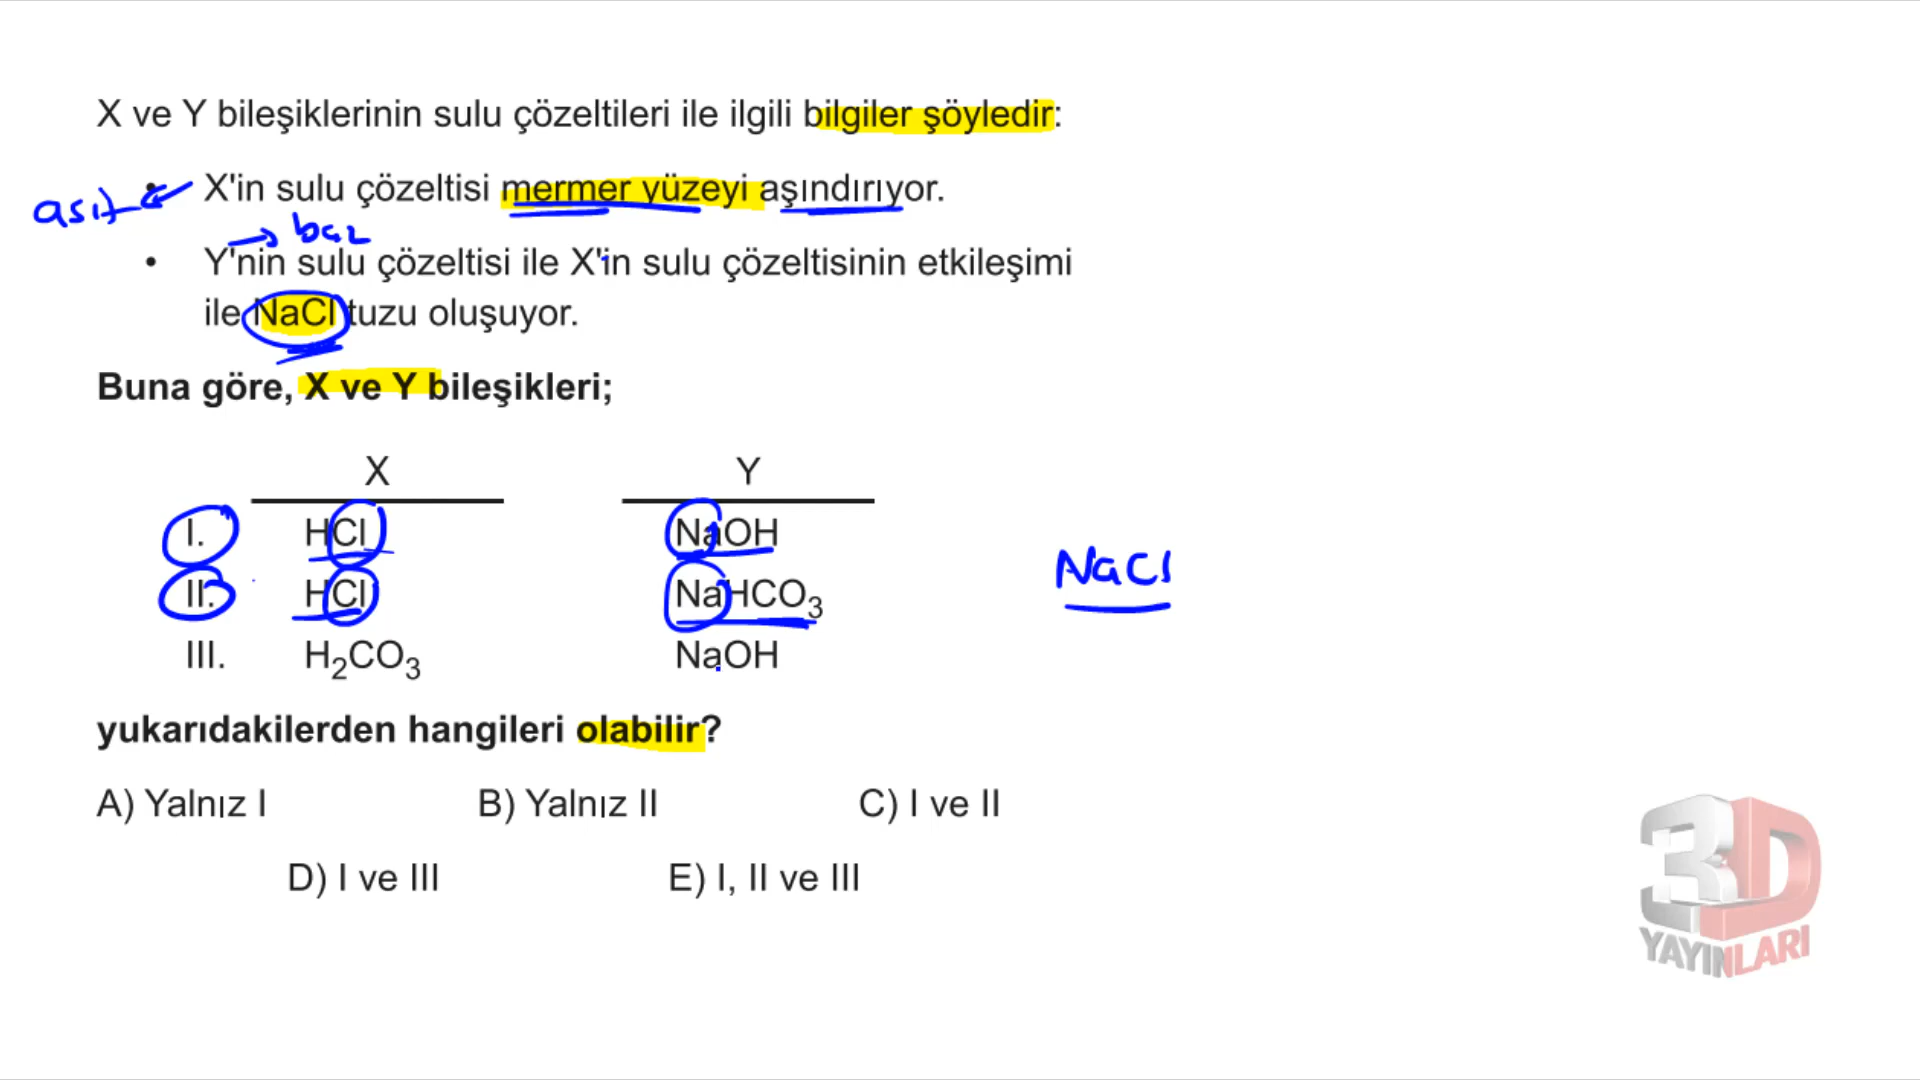 X ve Y bileşiklerinin sulu çözeltileri ile ilgili bilgiler şöyledir:
asit • X'in sulu çözeltisi mermer yüzeyi aşındırıyor.
baz
• Y'nin sulu çözeltisi ile X'in sulu çözeltisinin etkileşimi
ile NaCl tuzu oluşuyor.
Buna göre, X ve Y bileşikleri;
X Y
I. HCl NaOH
NaCl
II. HCl NaHCO₃
III. H₂CO₃ NaOH
yukarıdakilerden hangileri olabilir?
A) Yalnız I B) Yalnız II C) I ve II
D) I ve III E) I, II ve III
3D
YAYINLARI